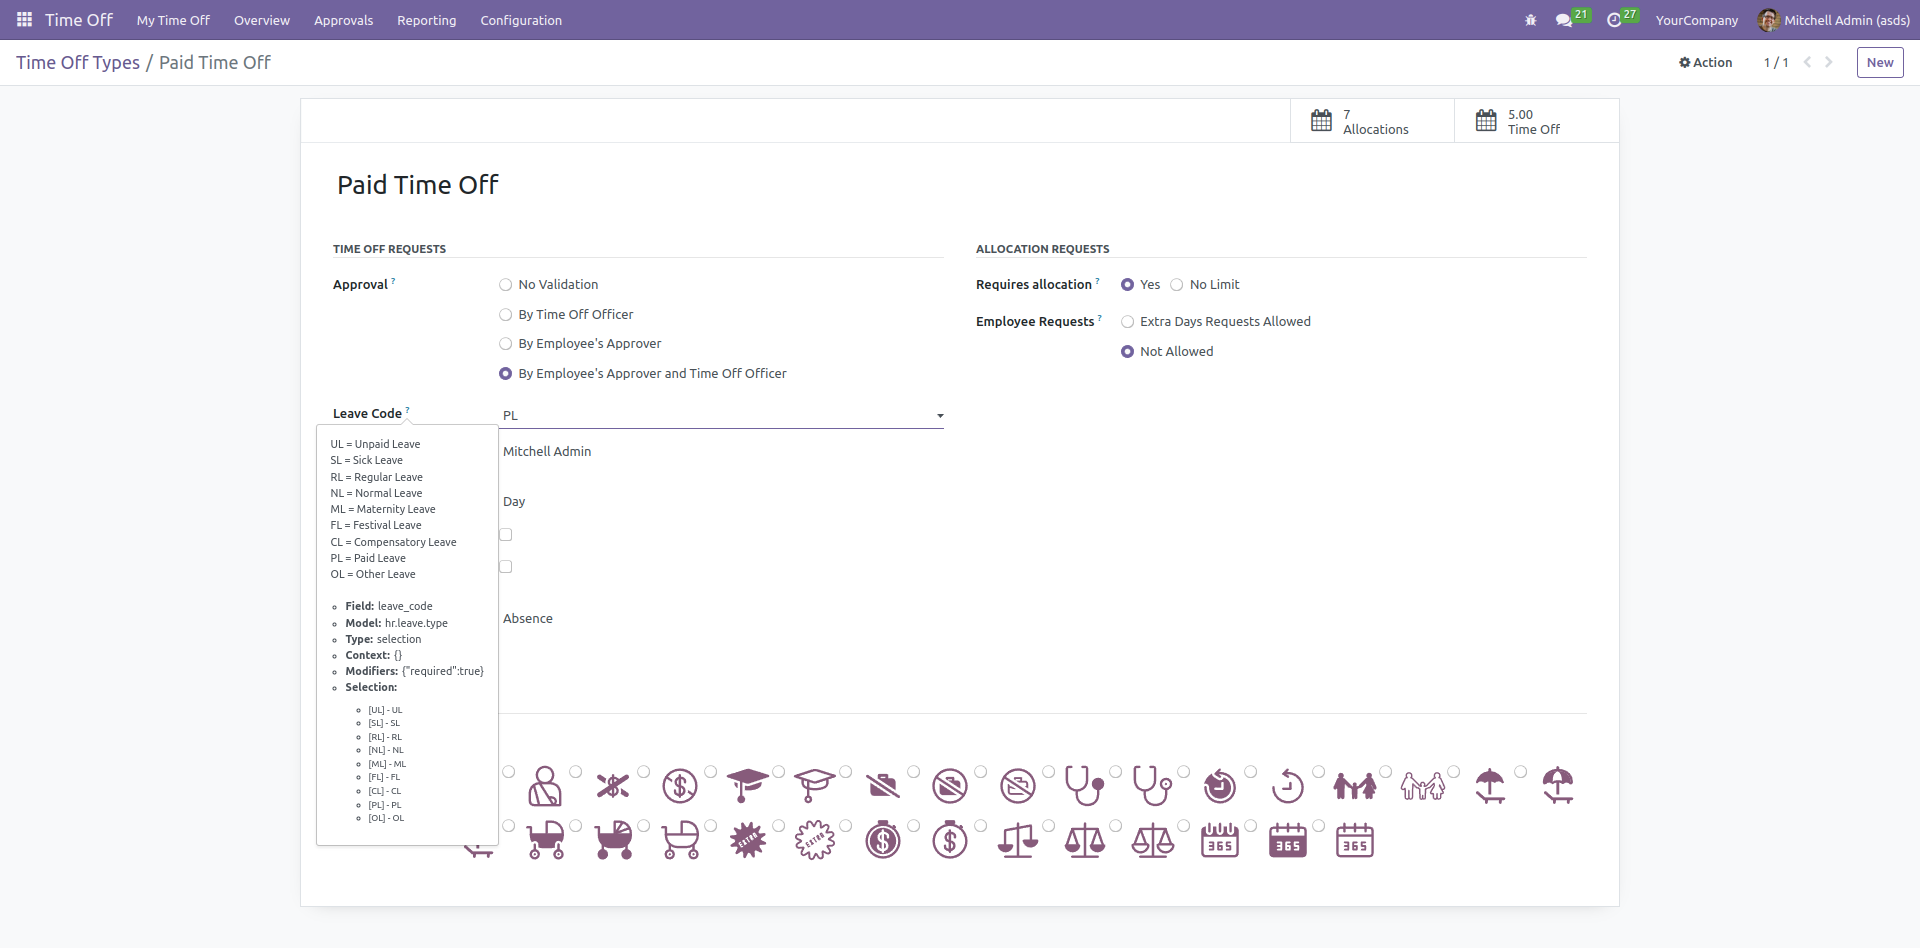 Time Off My Time Off Overview Approvals Reporting Configuration 21 27 YourCompany Mitchell Admin (asds)
Time Off Types / Paid Time Off Action 1 / 1 New
7
Allocations
5.00
Time Off
Paid Time Off
TIME OFF REQUESTS
Approval ?
No Validation
By Time Off Officer
By Employee's Approver
By Employee's Approver and Time Off Officer
Leave Code ? PL
Mitchell Admin
Day
Absence
ALLOCATION REQUESTS
Requires allocation ? Yes No Limit
Employee Requests ? Extra Days Requests Allowed
Not Allowed
UL = Unpaid Leave
SL = Sick Leave
RL = Regular Leave
NL = Normal Leave
ML = Maternity Leave
FL = Festival Leave
CL = Compensatory Leave
PL = Paid Leave
OL = Other Leave
Field: leave_code
Model: hr.leave.type
Type: selection
Context: {}
Modifiers: {"required":true}
Selection:
[UL] - UL
[SL] - SL
[RL] - RL
[NL] - NL
[ML] - ML
[FL] - FL
[CL] - CL
[PL] - PL
[OL] - OL
EXTRA EXTRA $ $ 365 365 365